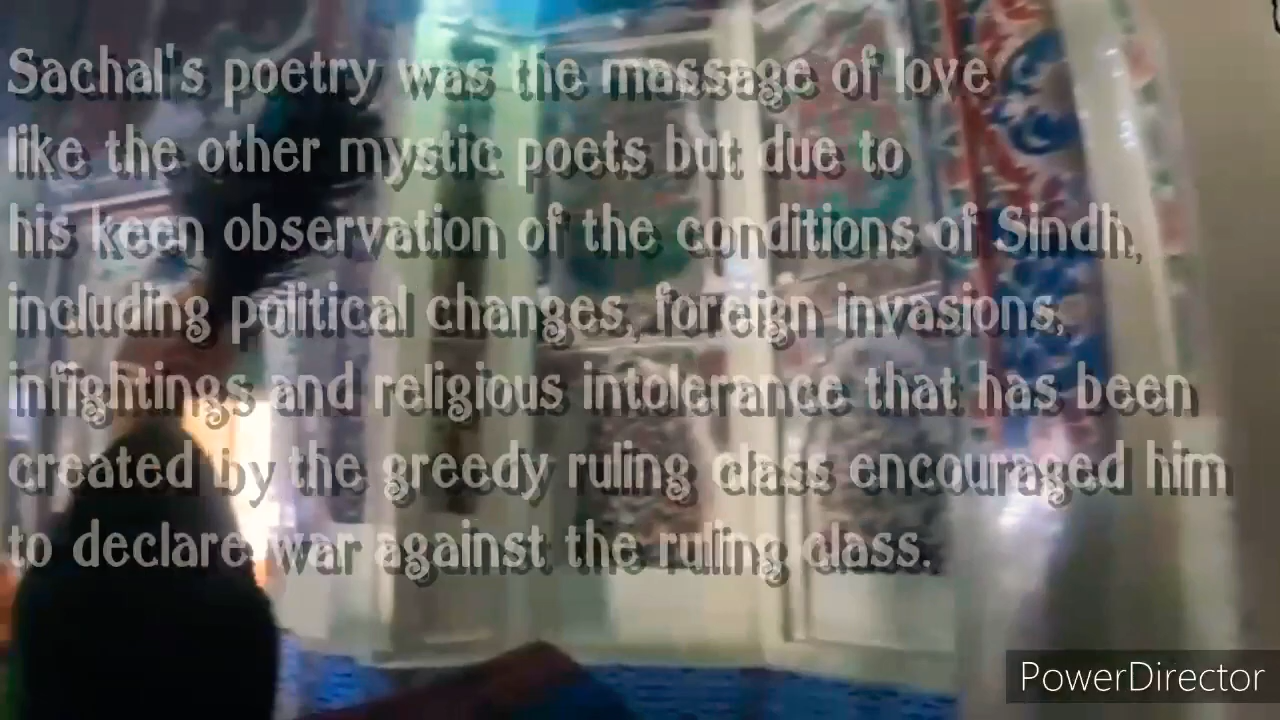 Sachal's poetry was the massage of love
like the other mystic poets but due to
his keen observation of the conditions of Sindh,
including political changes, foreign invasions,
infightings and religious intolerance that has been
created by the greedy ruling class encouraged him
to declare war against the ruling class.
PowerDirector